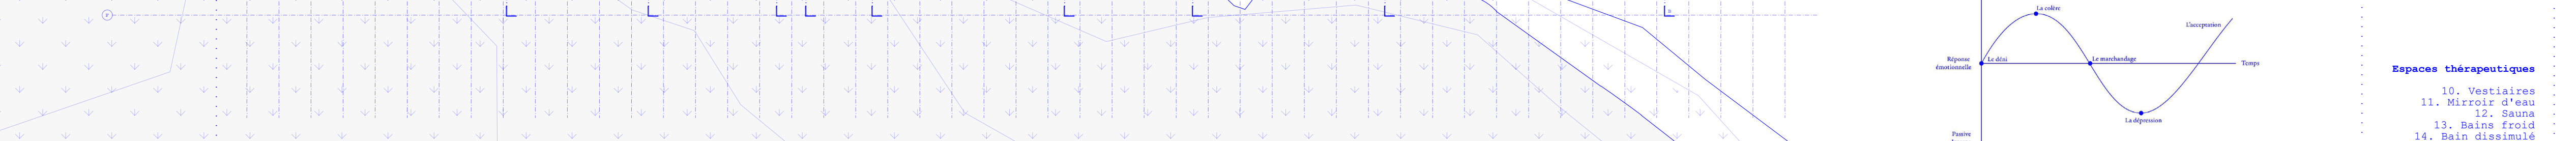 P
R
La colère
L'acceptation
Réponse
émotionnelle
Le déni
Le marchandage
Temps
La dépression
Passive
Espaces thérapeutiques
10. Vestiaires
11. Mirroir d'eau
12. Sauna
13. Bains froid
14. Bain dissimulé